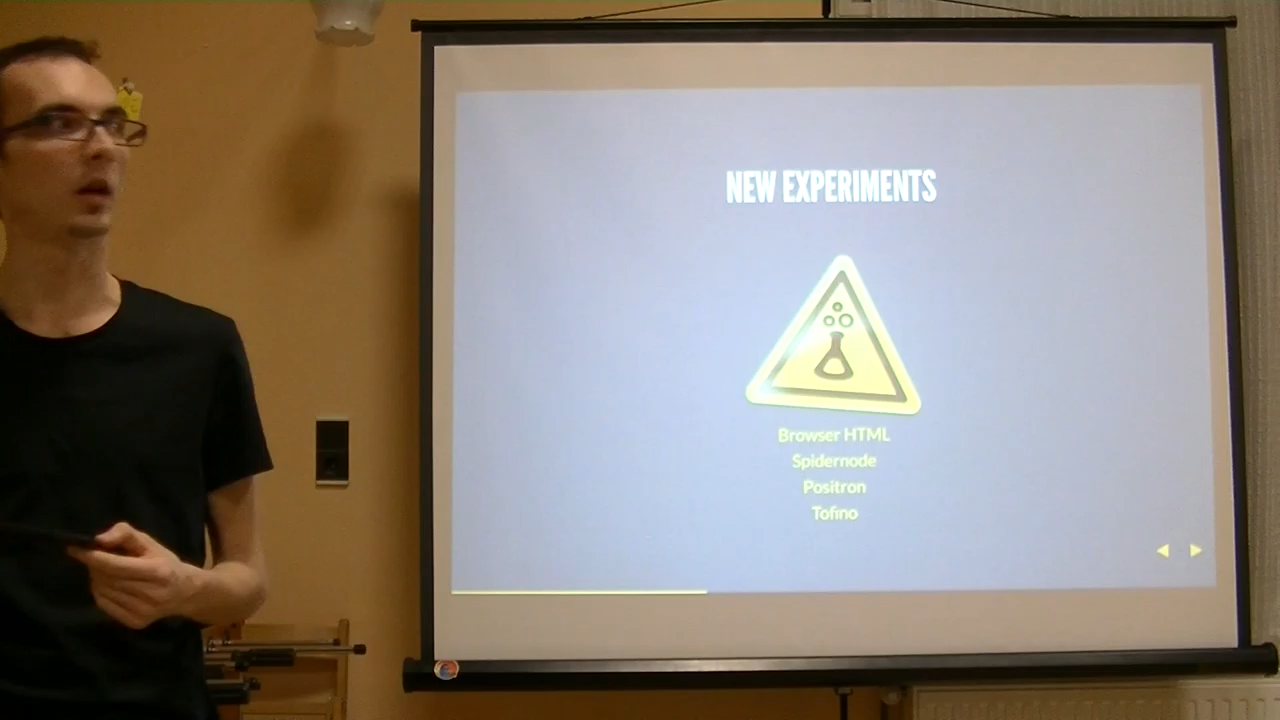 NEW EXPERIMENTS
Browser HTML
Spidernode
Positron
Tofino